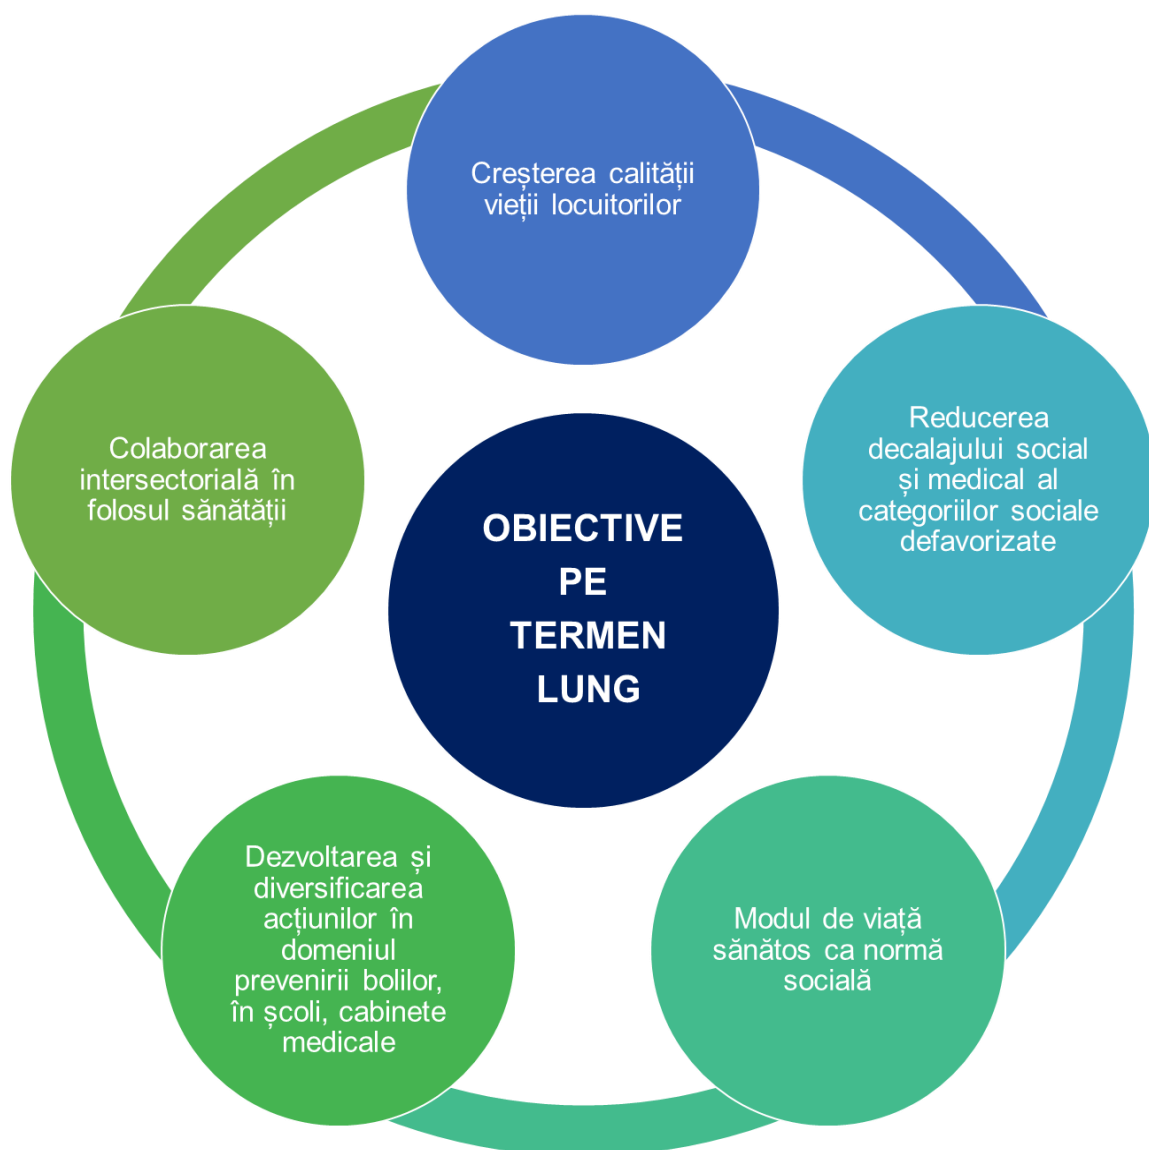 Creșterea calității
vieții locuitorilor
Reducerea
decalajului social
și medical al
categoriilor sociale
defavorizate
Modul de viață
sănătos ca normă
socială
Dezvoltarea și
diversificarea
acțiunilor în
domeniul
prevenirii bolilor,
în școli, cabinete
medicale
Colaborarea
intersectorială în
folosul sănătății
OBIECTIVE
PE
TERMEN
LUNG